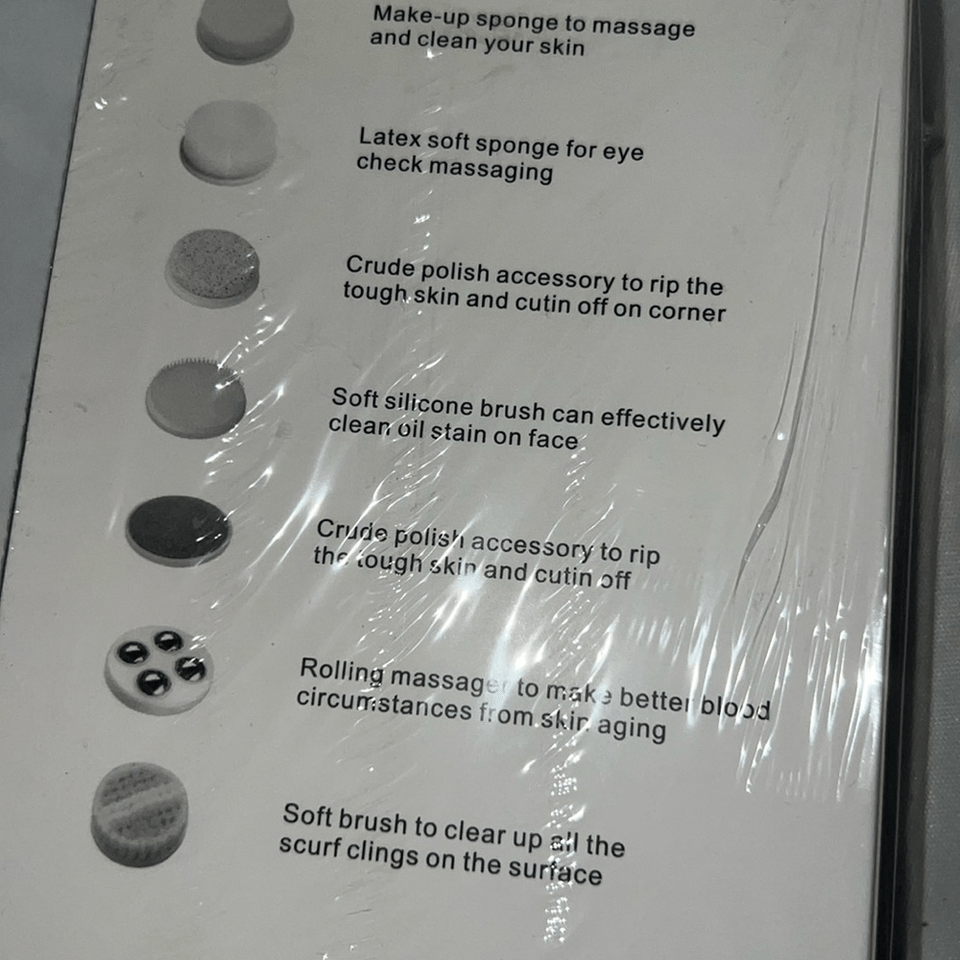 Make-up sponge to massage
and clean your skin
Latex soft sponge for eye
check massaging
Crude polish accessory to rip the
tough skin and cutin off on corner
Soft silicone brush can effectively
clean oil stain on face
Crude polish accessory to rip
the tough skin and cutin off
Rolling massager to make better blood
circumstances from skin aging
Soft brush to clear up all the
scurf clings on the surface